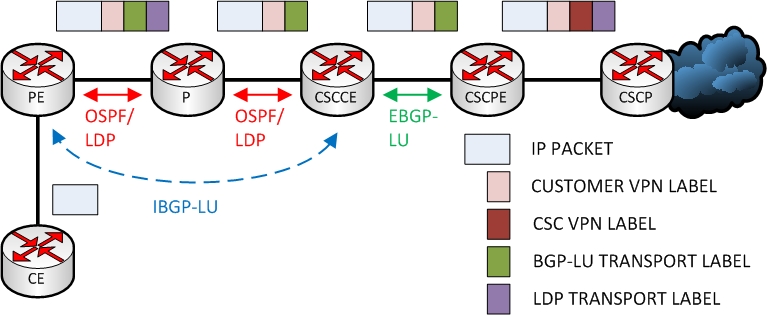 PE
P
CSCCE
CSCPE
CSCP
OSPF/
LDP
OSPF/
LDP
EBGP-
LU
IBGP-LU
CE
IP PACKET
CUSTOMER VPN LABEL
CSC VPN LABEL
BGP-LU TRANSPORT LABEL
LDP TRANSPORT LABEL